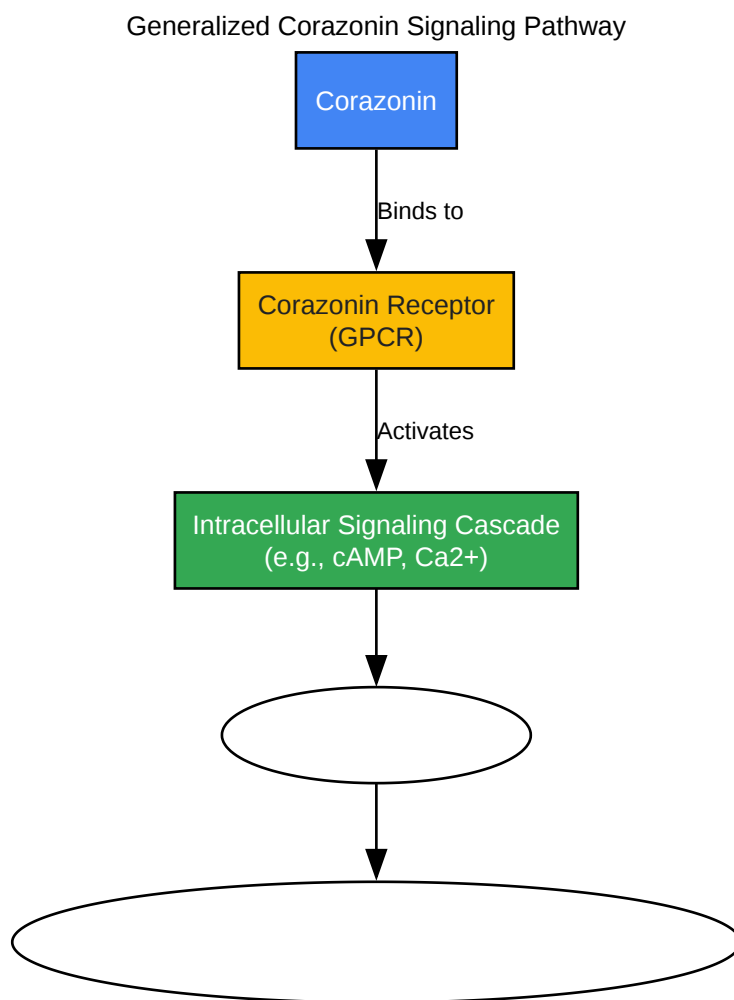 Generalized Corazonin Signaling Pathway
Corazonin
Binds to
Corazonin Receptor
(GPCR)
Activates
Intracellular Signaling Cascade
(e.g., cAMP, Ca2+)